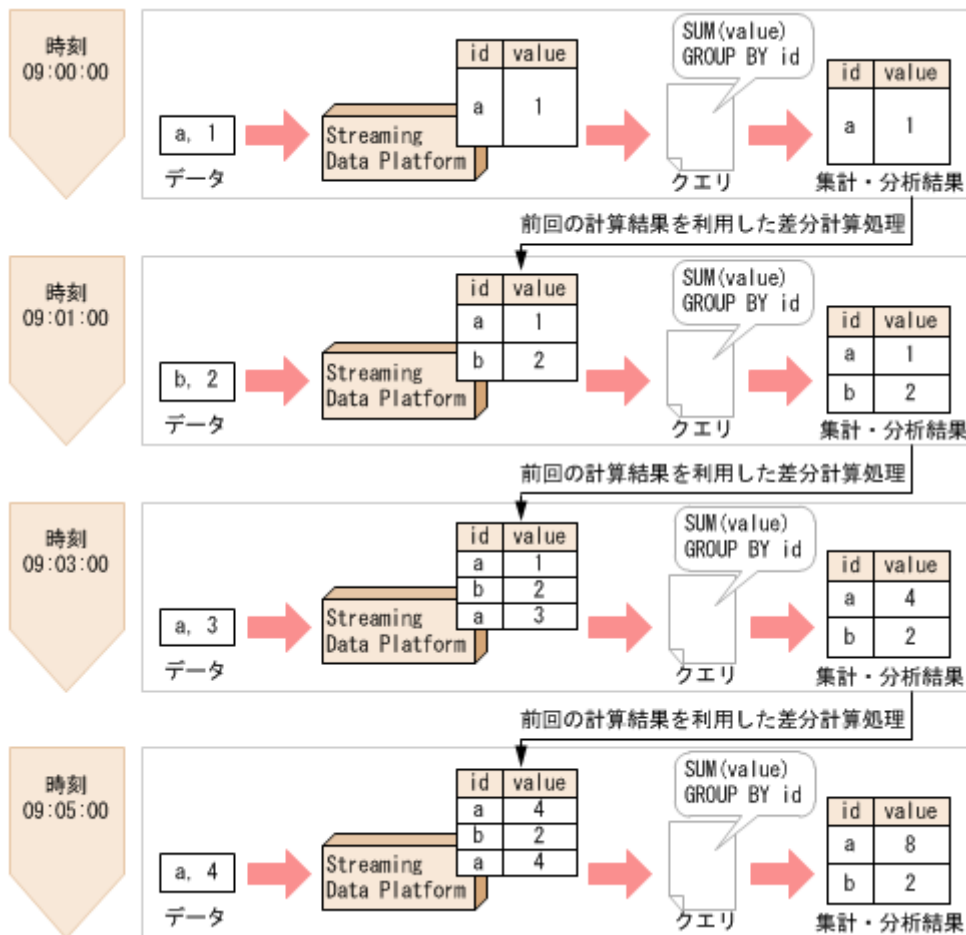 時刻
09:00:00
a, 1
データ
Streaming
Data Platform
id value
a 1
SUM(value)
GROUP BY id
クエリ
id value
a 1
集計・分析結果
前回の計算結果を利用した差分計算処理
時刻
09:01:00
b, 2
データ
Streaming
Data Platform
id value
a 1
b 2
SUM(value)
GROUP BY id
クエリ
id value
a 1
b 2
集計・分析結果
前回の計算結果を利用した差分計算処理
時刻
09:03:00
a, 3
データ
Streaming
Data Platform
id value
a 1
b 2
a 3
SUM(value)
GROUP BY id
クエリ
id value
a 4
b 2
集計・分析結果
前回の計算結果を利用した差分計算処理
時刻
09:05:00
a, 4
データ
Streaming
Data Platform
id value
a 4
b 2
a 4
SUM(value)
GROUP BY id
クエリ
id value
a 8
b 2
集計・分析結果